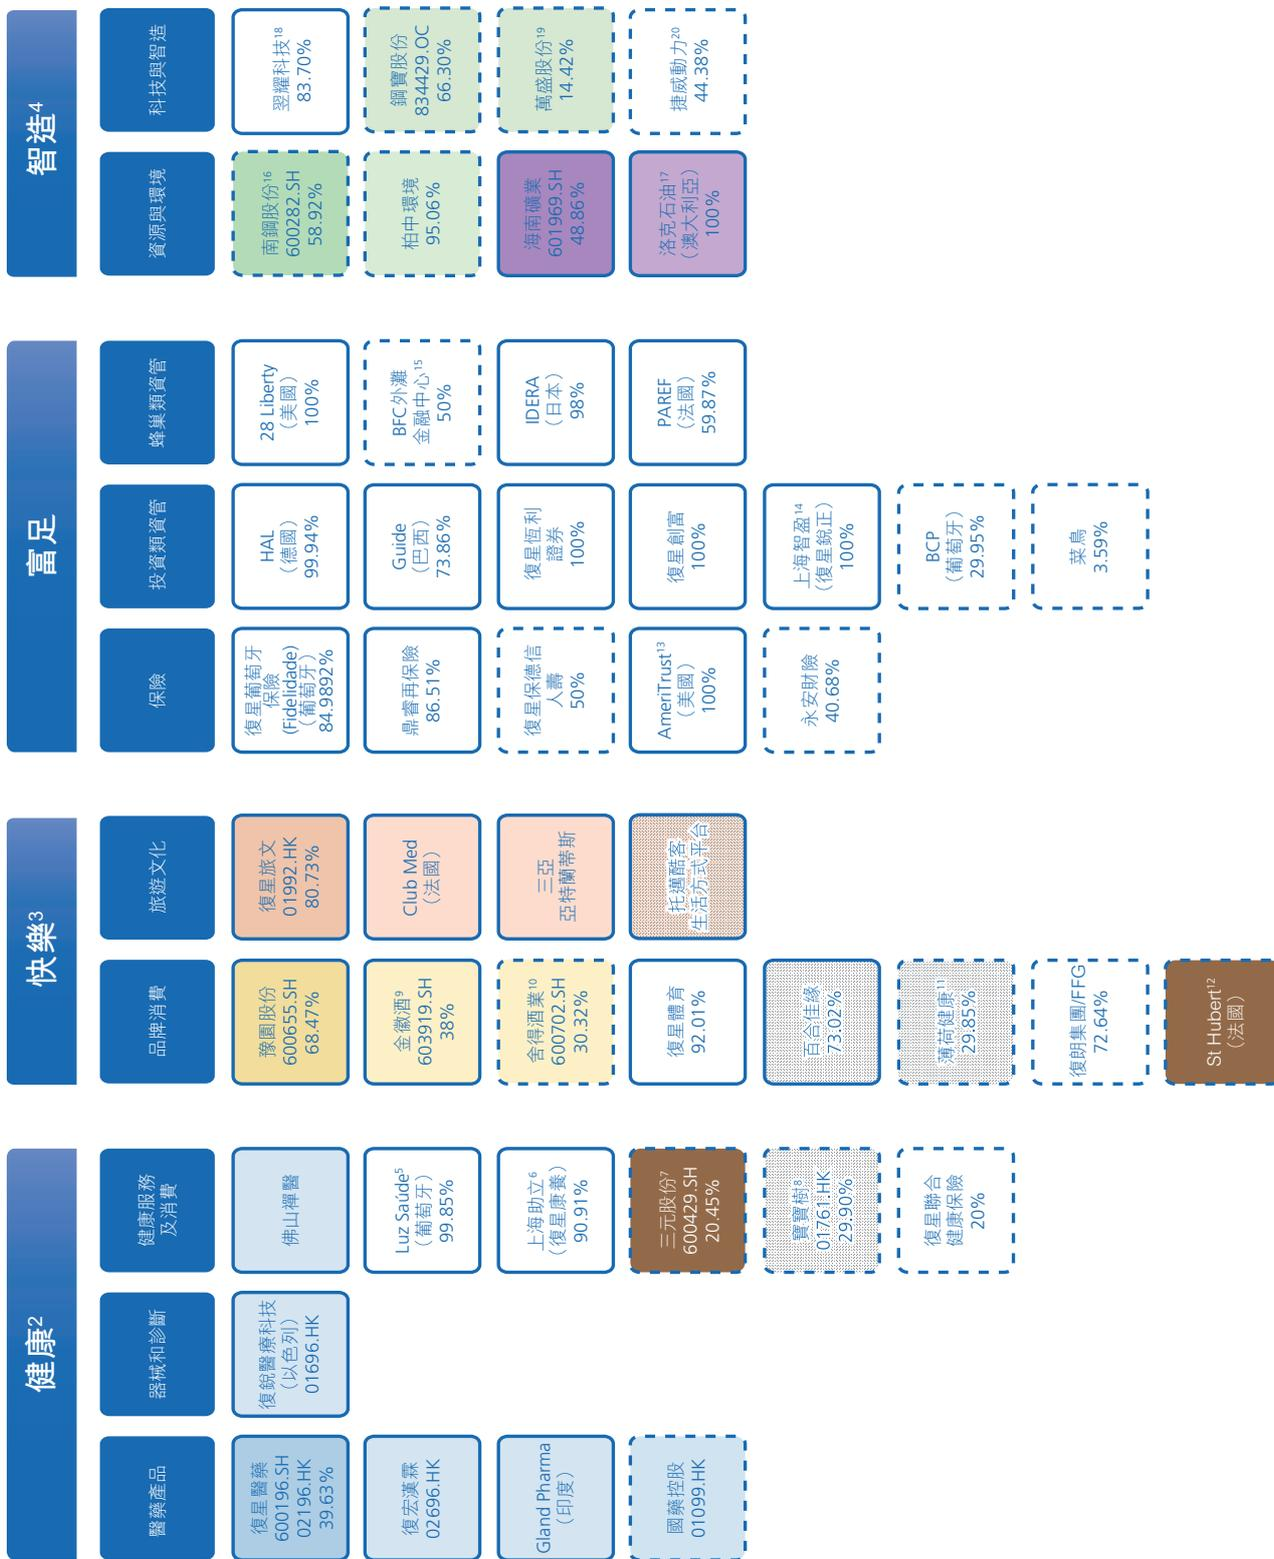 健康²
醫藥產品
復星醫藥
600196.SH
02196.HK
39.63%
復宏漢霖
02696.HK
Gland Pharma
（印度）
國藥控股
01099.HK
器械和診斷
復銳醫療科技
（以色列）
01696.HK
健康服務
及消費
佛山禪醫
Luz Saúde⁵
（葡萄牙）
99.85%
上海助立⁶
（復星康養）
90.91%
三元股份⁷
600429.SH
20.45%
寶寶樹⁸
01761.HK
29.90%
復星聯合
健康保險
20%
快樂³
品牌消費
豫園股份
600655.SH
68.47%
金徽酒⁹
603919.SH
38%
舍得酒業¹⁰
600702.SH
30.32%
復星體育
92.01%
百合佳緣
73.02%
薄荷健康¹¹
29.85%
復朗集團/FFG
72.64%
St Hubert¹²
（法國）
旅遊文化
復星旅文
01992.HK
80.73%
Club Med
（法國）
三亞
亞特蘭蒂斯
托邁酷客
生活方式平台
富足
保險
復星葡萄牙
保險
(Fidelidade)
（葡萄牙）
84.9892%
鼎睿再保險
86.51%
復星保德信
人壽
50%
AmeriTrust¹³
（美國）
100%
永安財險
40.68%
投資類資管
HAL
（德國）
99.94%
Guide
（巴西）
73.86%
復星恆利
證券
100%
復星創富
100%
上海智盈¹⁴
（復星銳正）
100%
BCP
（葡萄牙）
29.95%
菜鳥
3.59%
蜂巢類資管
28 Liberty
（美國）
100%
BFC外灘
金融中心¹⁵
50%
IDERA
（日本）
98%
PAREF
（法國）
59.87%
智造⁴
資源與環境
南鋼股份¹⁶
600282.SH
58.92%
柏中環境
95.06%
海南礦業
601969.SH
48.86%
洛克石油¹⁷
（澳大利亞）
100%
科技與智造
翌耀科技¹⁸
83.70%
鋼寶股份
834429.OC
66.30%
萬盛股份¹⁹
14.42%
捷威動力²⁰
44.38%